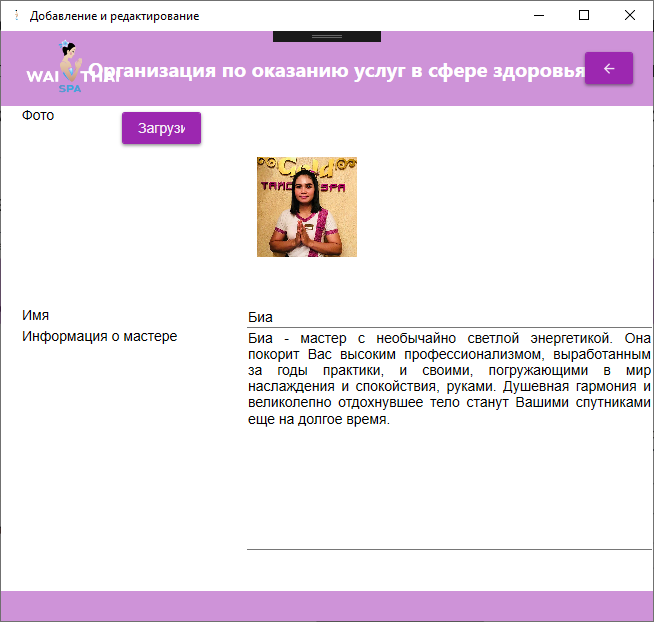 Добавление и редактирование
WAI THAI
SPA
Организация по оказанию услуг в сфере здоровья
Фото
Загрузи
TANO SPA
Имя
Биа
Информация о мастере
Биа - мастер с необычайно светлой энергетикой. Она
покорит Вас высоким профессионализмом, выработанным
за годы практики, и своими, погружающими в мир
наслаждения и спокойствия, руками. Душевная гармония и
великолепно отдохнувшее тело станут Вашими спутниками
еще на долгое время.